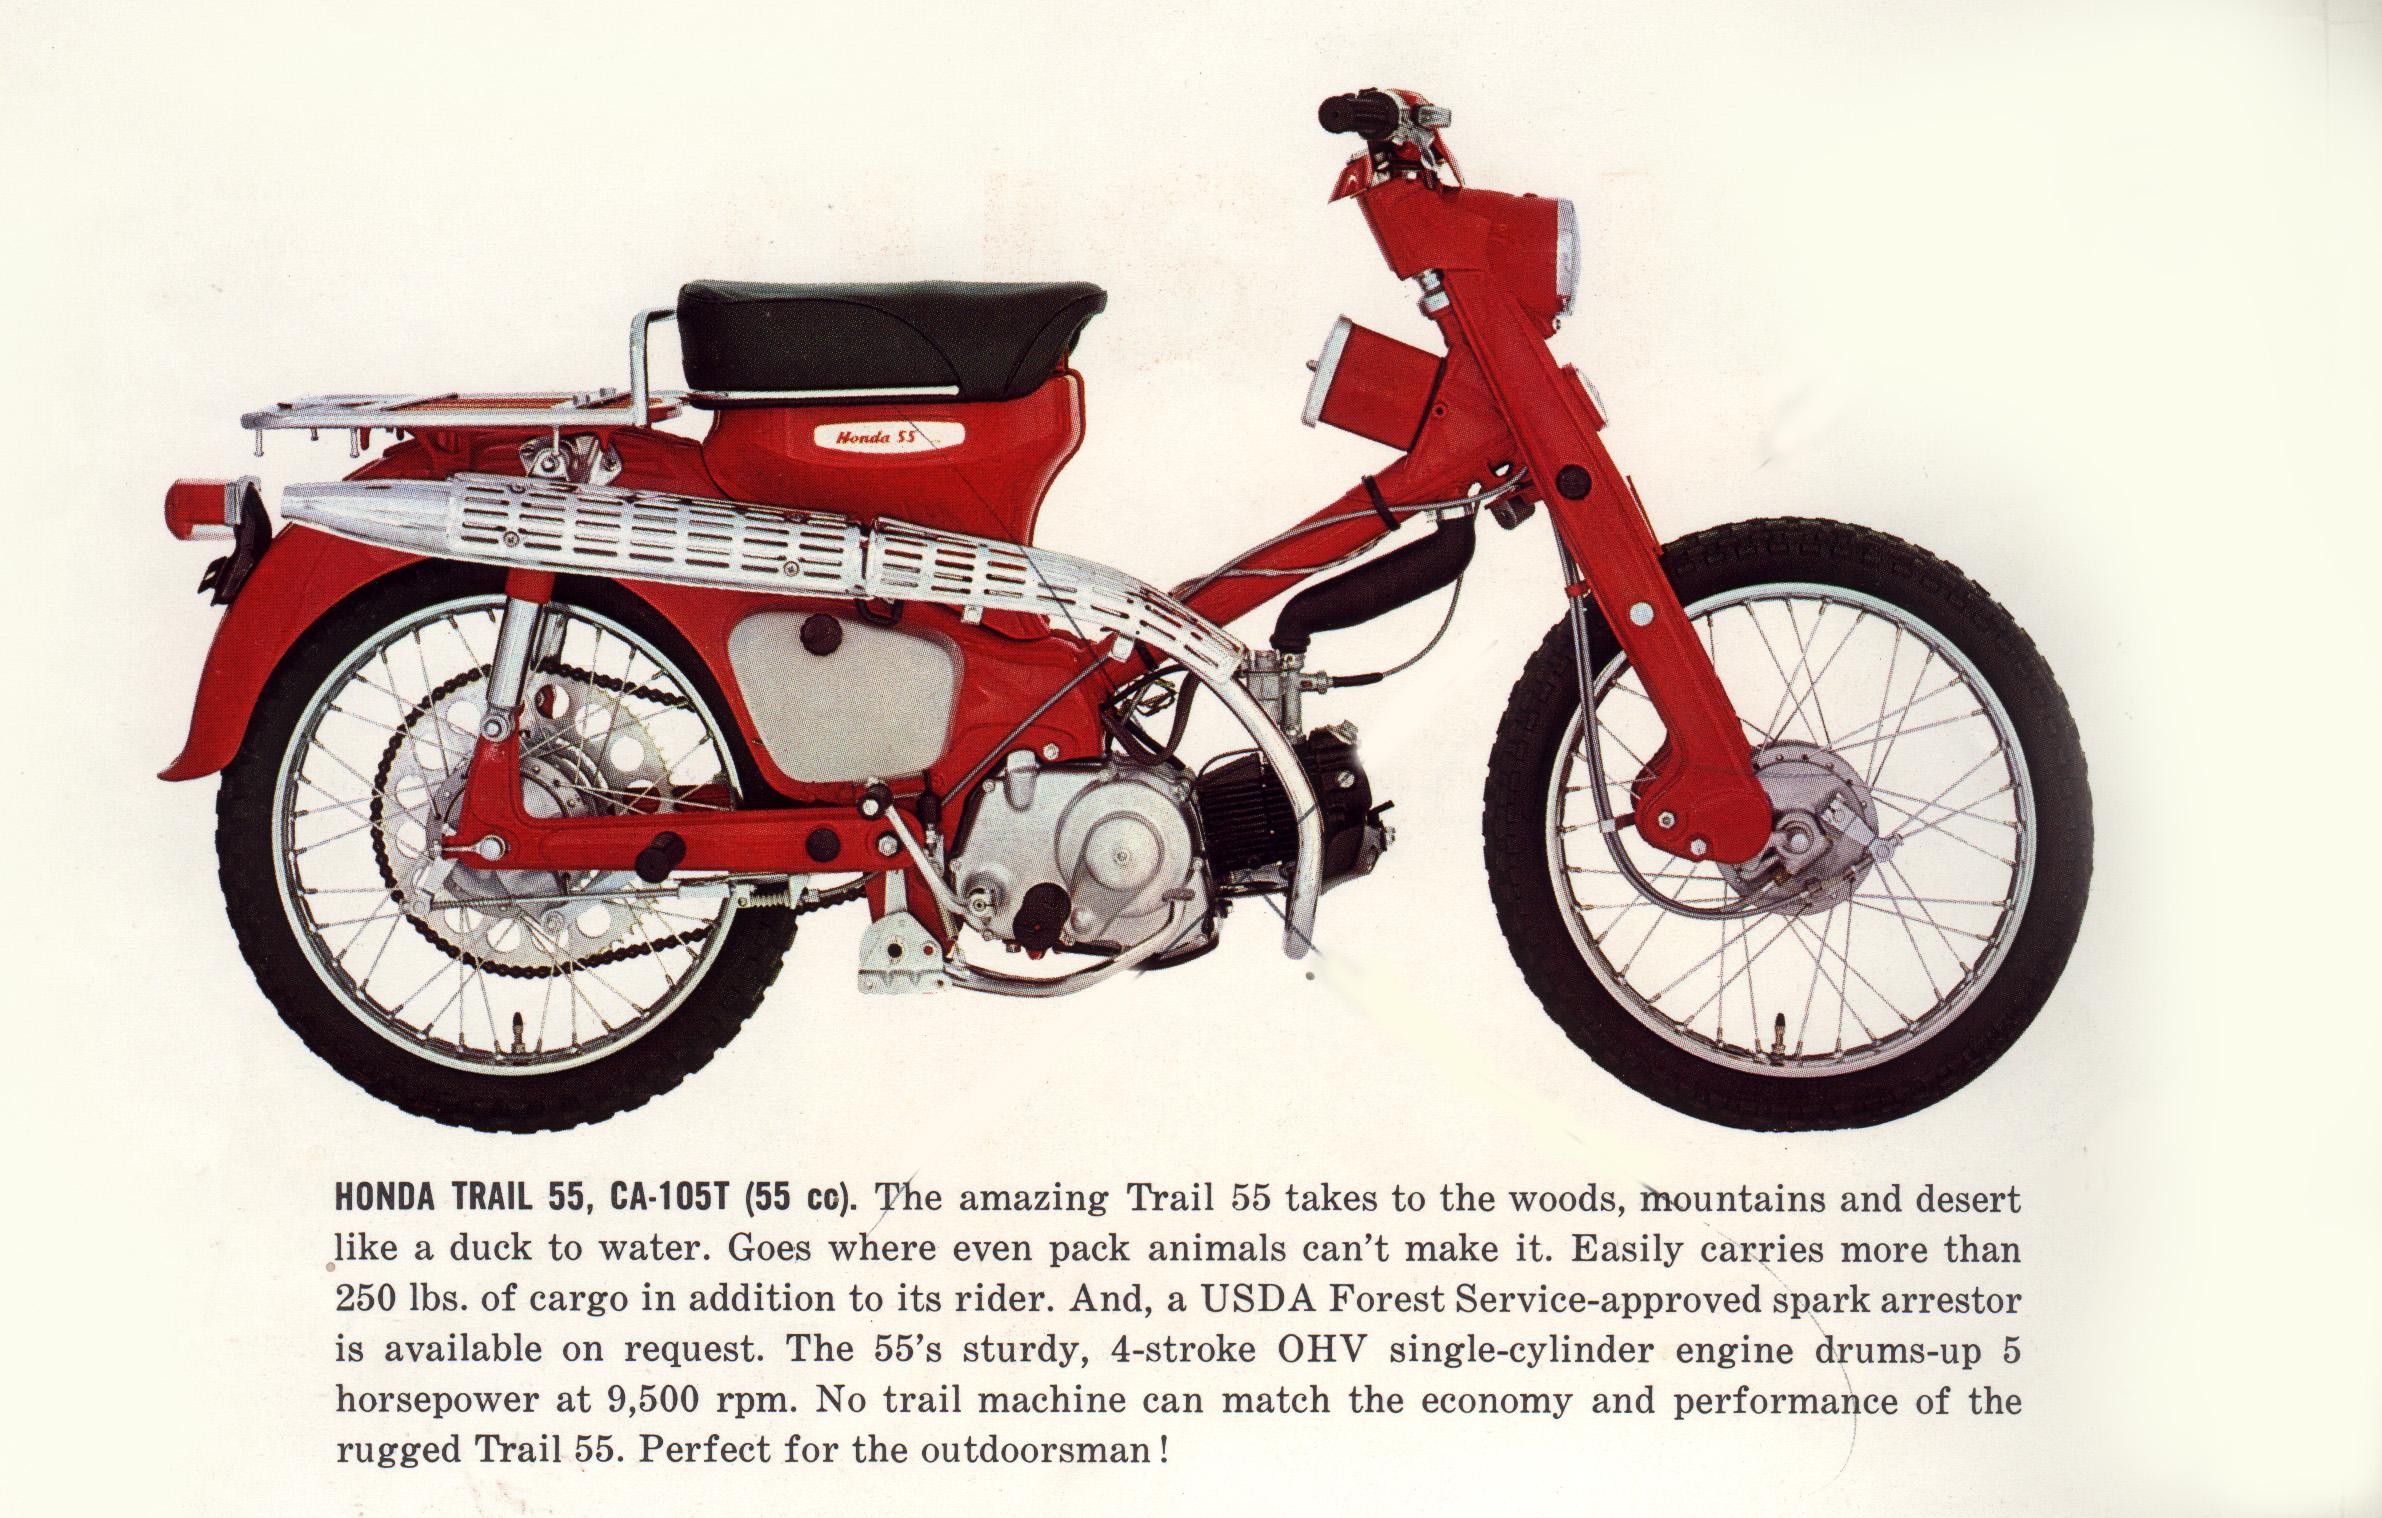 Honda 55
HONDA TRAIL 55, CA-105T (55 cc). The amazing Trail 55 takes to the woods, mountains and desert
like a duck to water. Goes where even pack animals can't make it. Easily carries more than
250 lbs. of cargo in addition to its rider. And, a USDA Forest Service-approved spark arrestor
is available on request. The 55's sturdy, 4-stroke OHV single-cylinder engine drums-up 5
horsepower at 9,500 rpm. No trail machine can match the economy and performance of the
rugged Trail 55. Perfect for the outdoorsman!